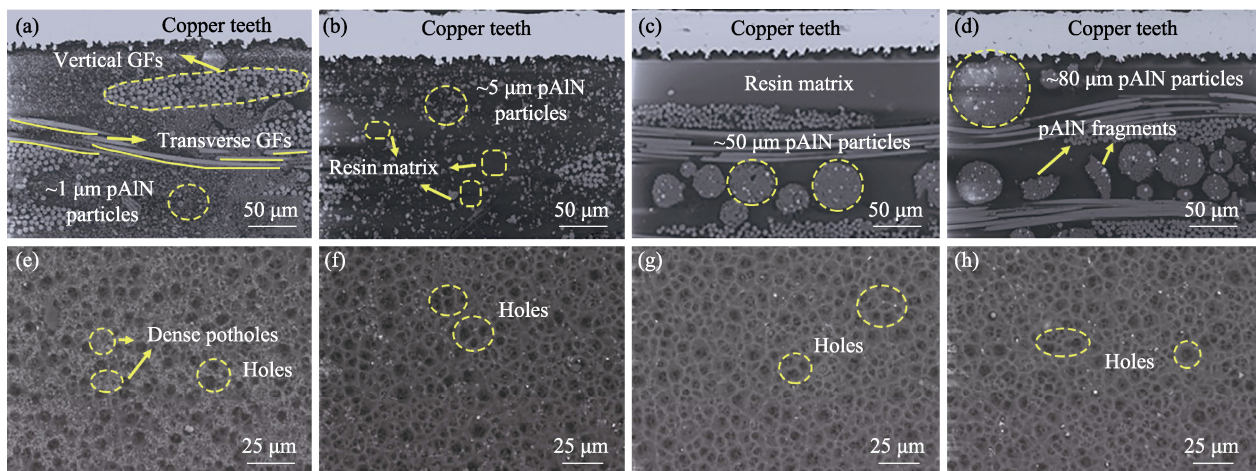 (a) Copper teeth
Vertical GFs
Transverse GFs
~1 μm pAlN
particles
50 μm
(b) Copper teeth
~5 μm pAlN
particles
Resin matrix
50 μm
(c) Copper teeth
Resin matrix
~50 μm pAlN particles
50 μm
(d) Copper teeth
~80 μm pAlN particles
pAlN fragments
50 μm
(e)
Dense potholes
Holes
25 μm
(f)
Holes
25 μm
(g)
Holes
25 μm
(h)
Holes
25 μm